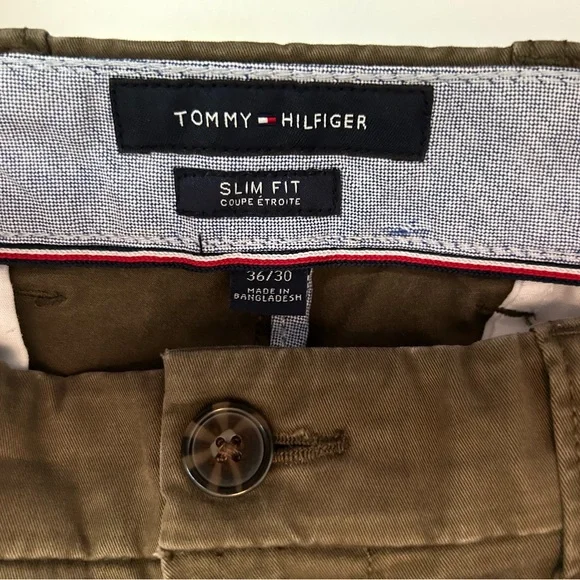 TOMMY HILFIGER
SLIM FIT
COUPE ÉTROITE
36/30
MADE IN
BANGLADESH